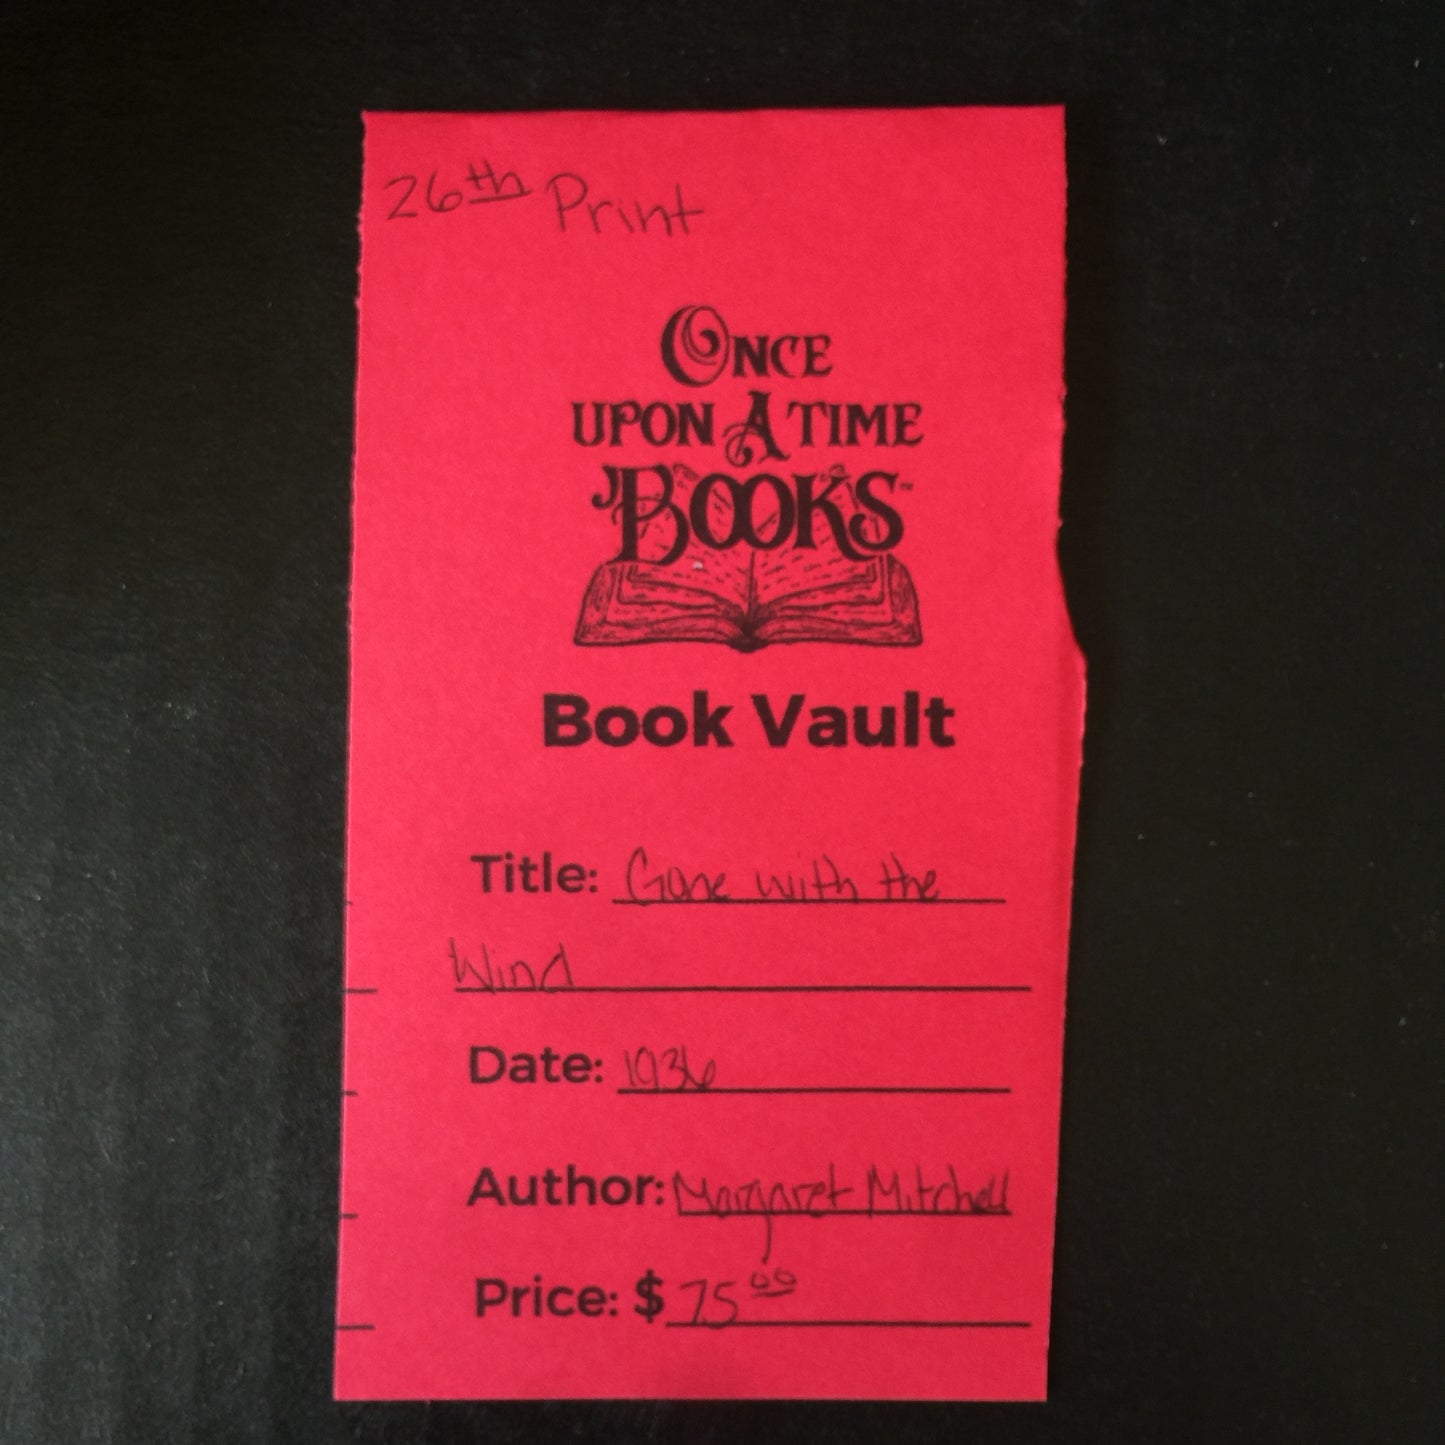 26th Print
ONCE
UPON A TIME
BOOKS™
Book Vault
Title: Gone with the
Wind
Date: 1936
Author: Margaret Mitchell
Price: $75.00